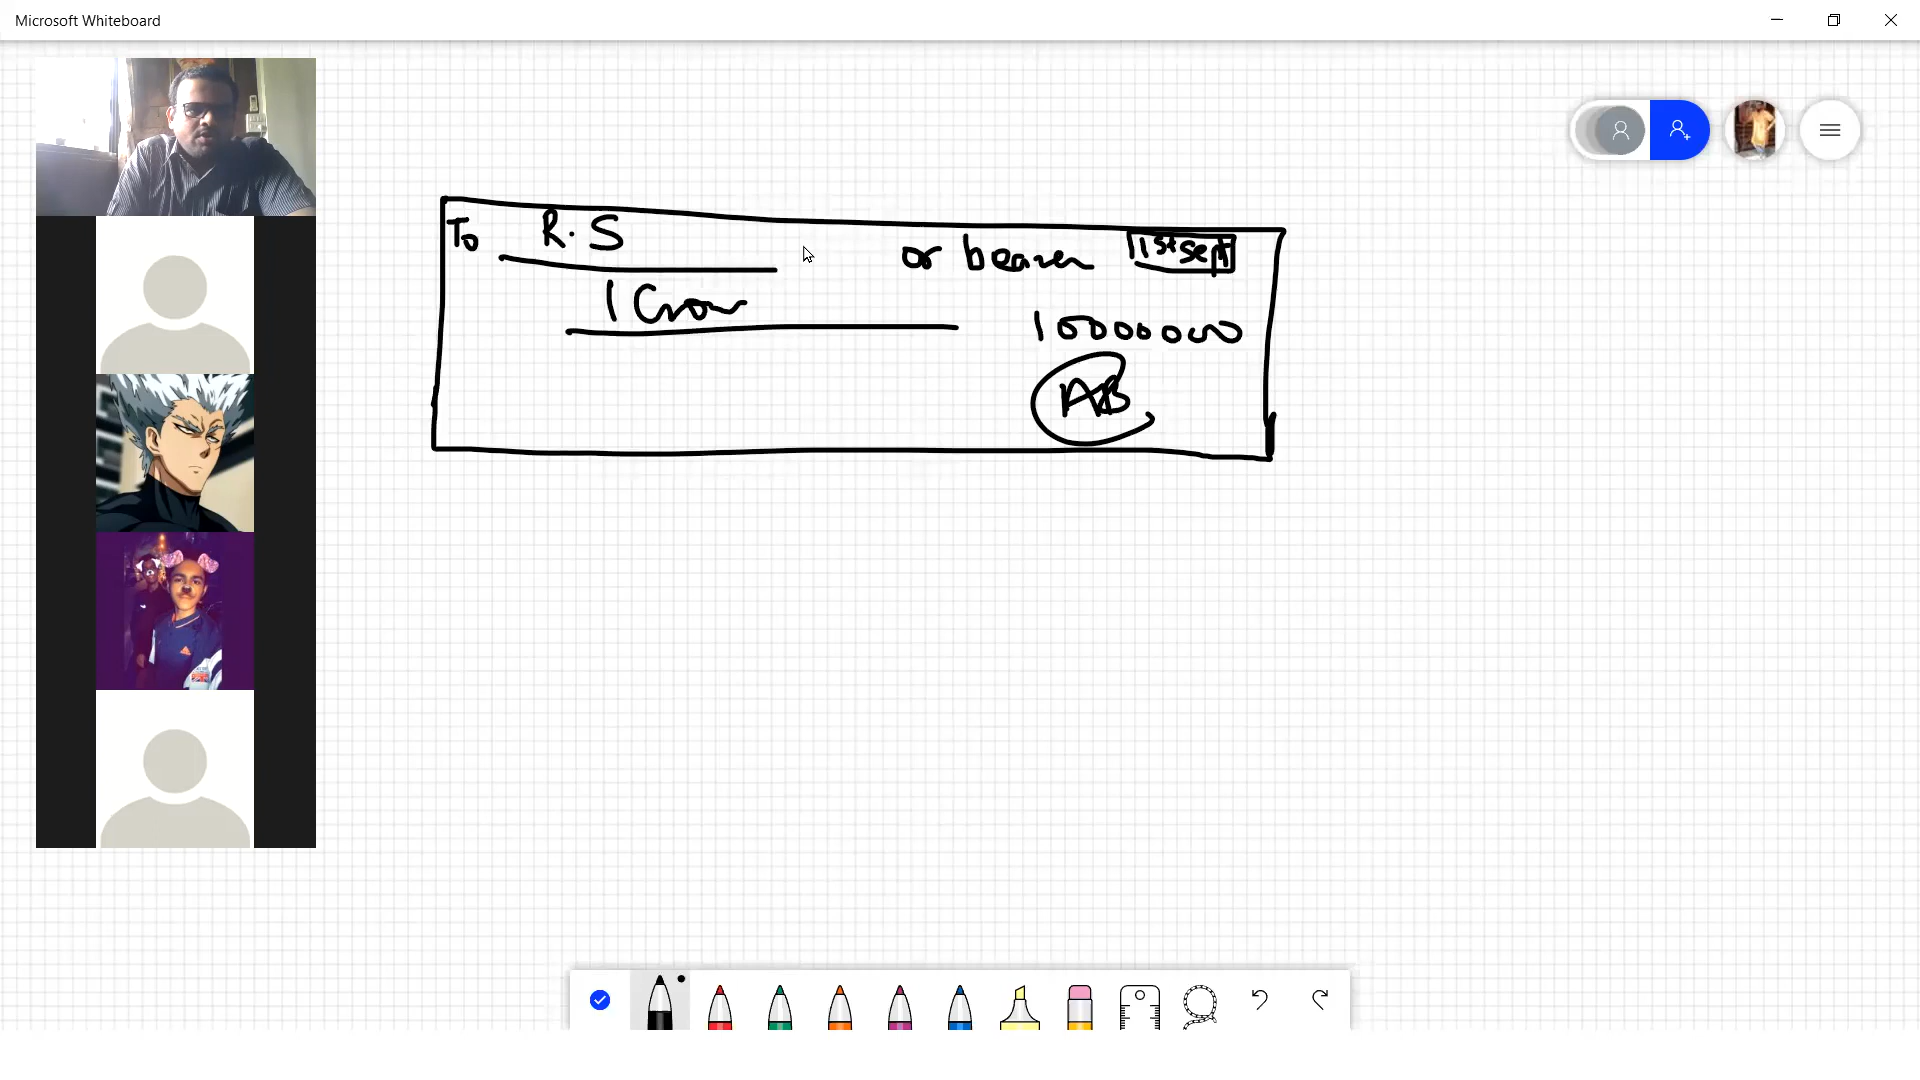 Microsoft Whiteboard
To R.S or bearer 1st Sept
1 Crore
10000000
AB